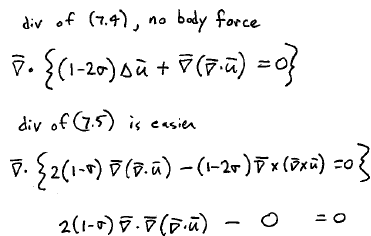 div of (7.4), no body force
∇̄· {(1-2σ) Δū + ∇̄(∇̄·ū) = 0}
div of (7.5) is easier
∇̄· {2(1-σ) ∇̄(∇̄·ū) - (1-2σ) ∇̄×(∇̄×ū) = 0}
2(1-σ) ∇̄·∇̄(∇̄·ū) - 0 = 0